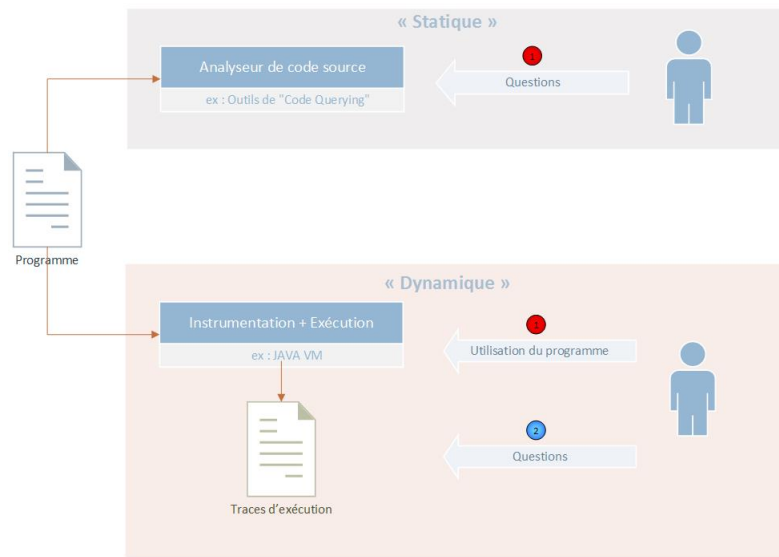 « Statique »
Analyseur de code source
ex : Outils de "Code Querying"
1
Questions
Programme
« Dynamique »
Instrumentation + Exécution
ex : JAVA VM
1
Utilisation du programme
2
Questions
Traces d'exécution